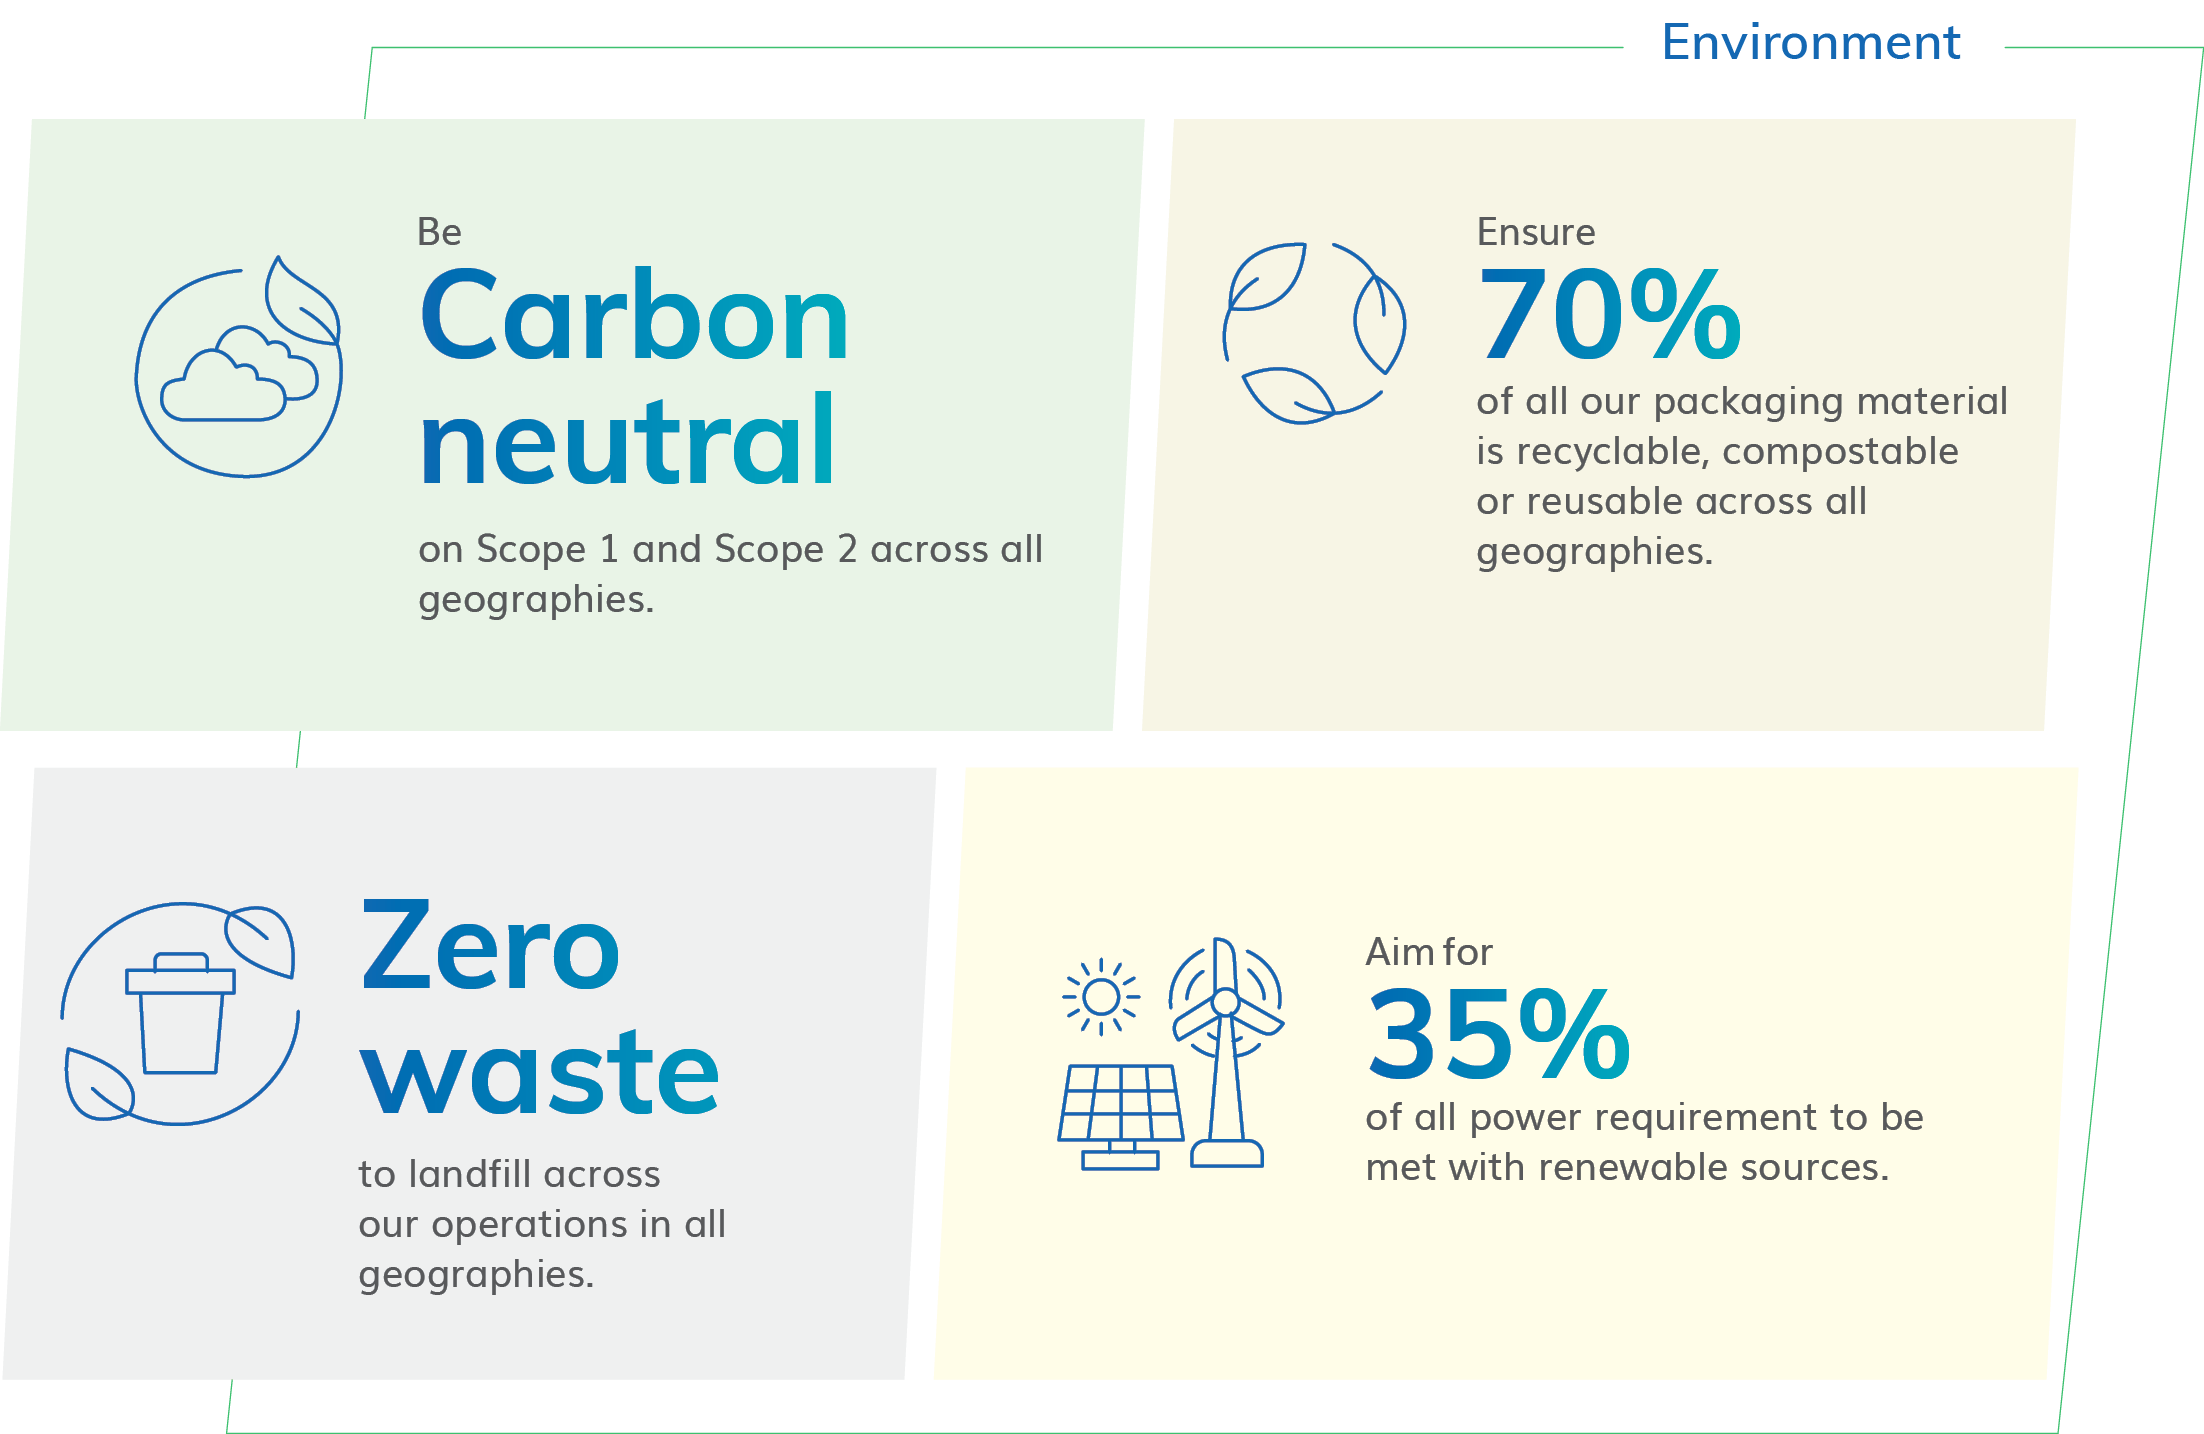 Environment
Be
Carbon
neutral
on Scope 1 and Scope 2 across all
geographies.
Ensure
70%
of all our packaging material
is recyclable, compostable
or reusable across all
geographies.
Zero
waste
to landfill across
our operations in all
geographies.
Aim for
35%
of all power requirement to be
met with renewable sources.